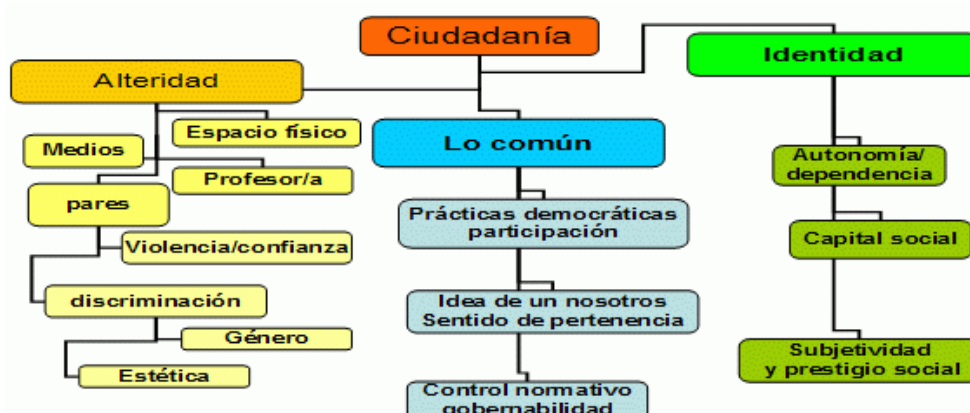 Ciudadanía
Alteridad
Espacio físico
Medios
Profesor/a
pares
Violencia/confianza
discriminación
Género
Estética
Lo común
Prácticas democráticas
participación
Idea de un nosotros
Sentido de pertenencia
Control normativo
gobernabilidad
Identidad
Autonomía/
dependencia
Capital social
Subjetividad
y prestigio social